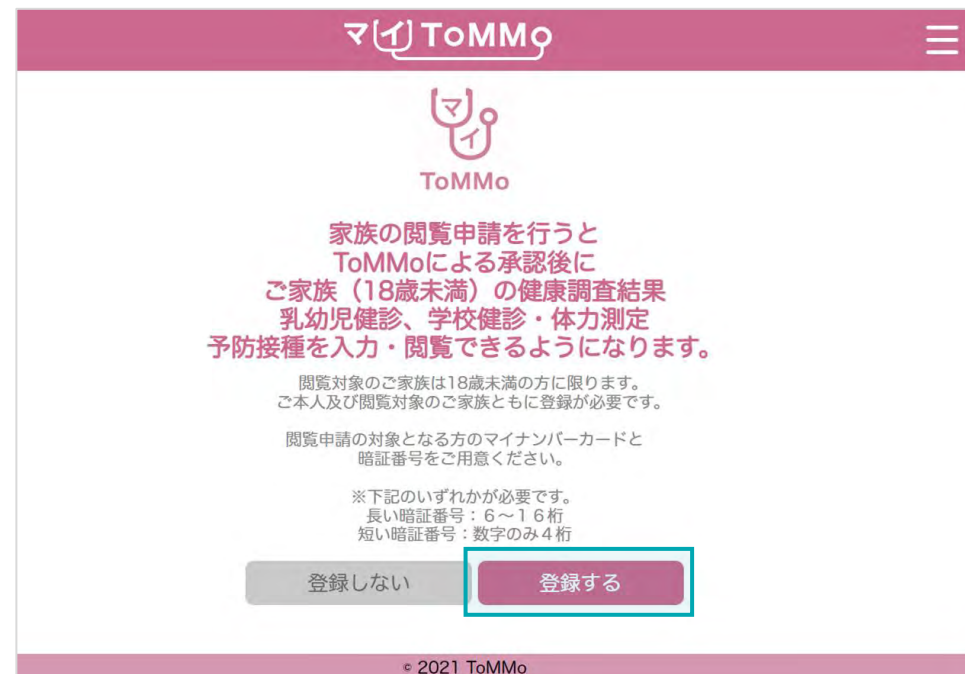 マイ ToMMo
マイ
ToMMo
家族の閲覧申請を行うと
ToMMoによる承認後に
ご家族（18歳未満）の健康調査結果
乳幼児健診、学校健診・体力測定
予防接種を入力・閲覧できるようになります。
閲覧対象のご家族は18歳未満の方に限ります。
ご本人及び閲覧対象のご家族ともに登録が必要です。
閲覧申請の対象となる方のマイナンバーカードと
暗証番号をご用意ください。
※下記のいずれかが必要です。
長い暗証番号：６〜１６桁
短い暗証番号：数字のみ４桁
登録しない
登録する
© 2021 ToMMo